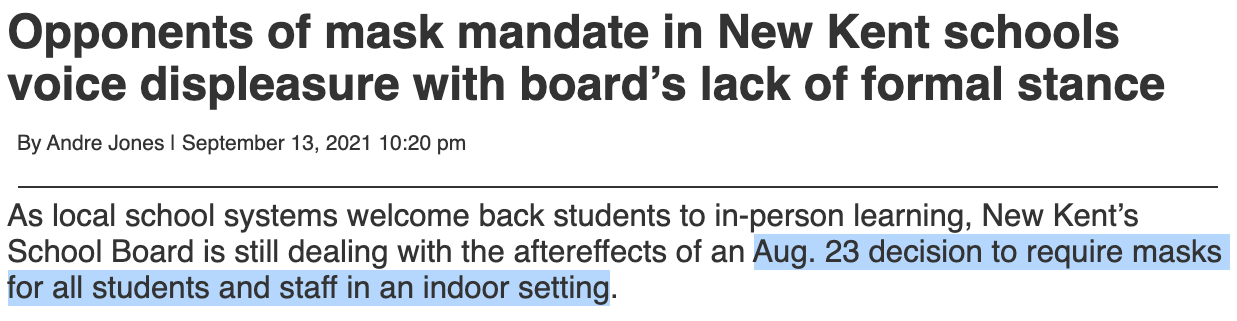 Opponents of mask mandate in New Kent schools
voice displeasure with board’s lack of formal stance
By Andre Jones | September 13, 2021 10:20 pm
As local school systems welcome back students to in-person learning, New Kent’s
School Board is still dealing with the aftereffects of an Aug. 23 decision to require masks
for all students and staff in an indoor setting.